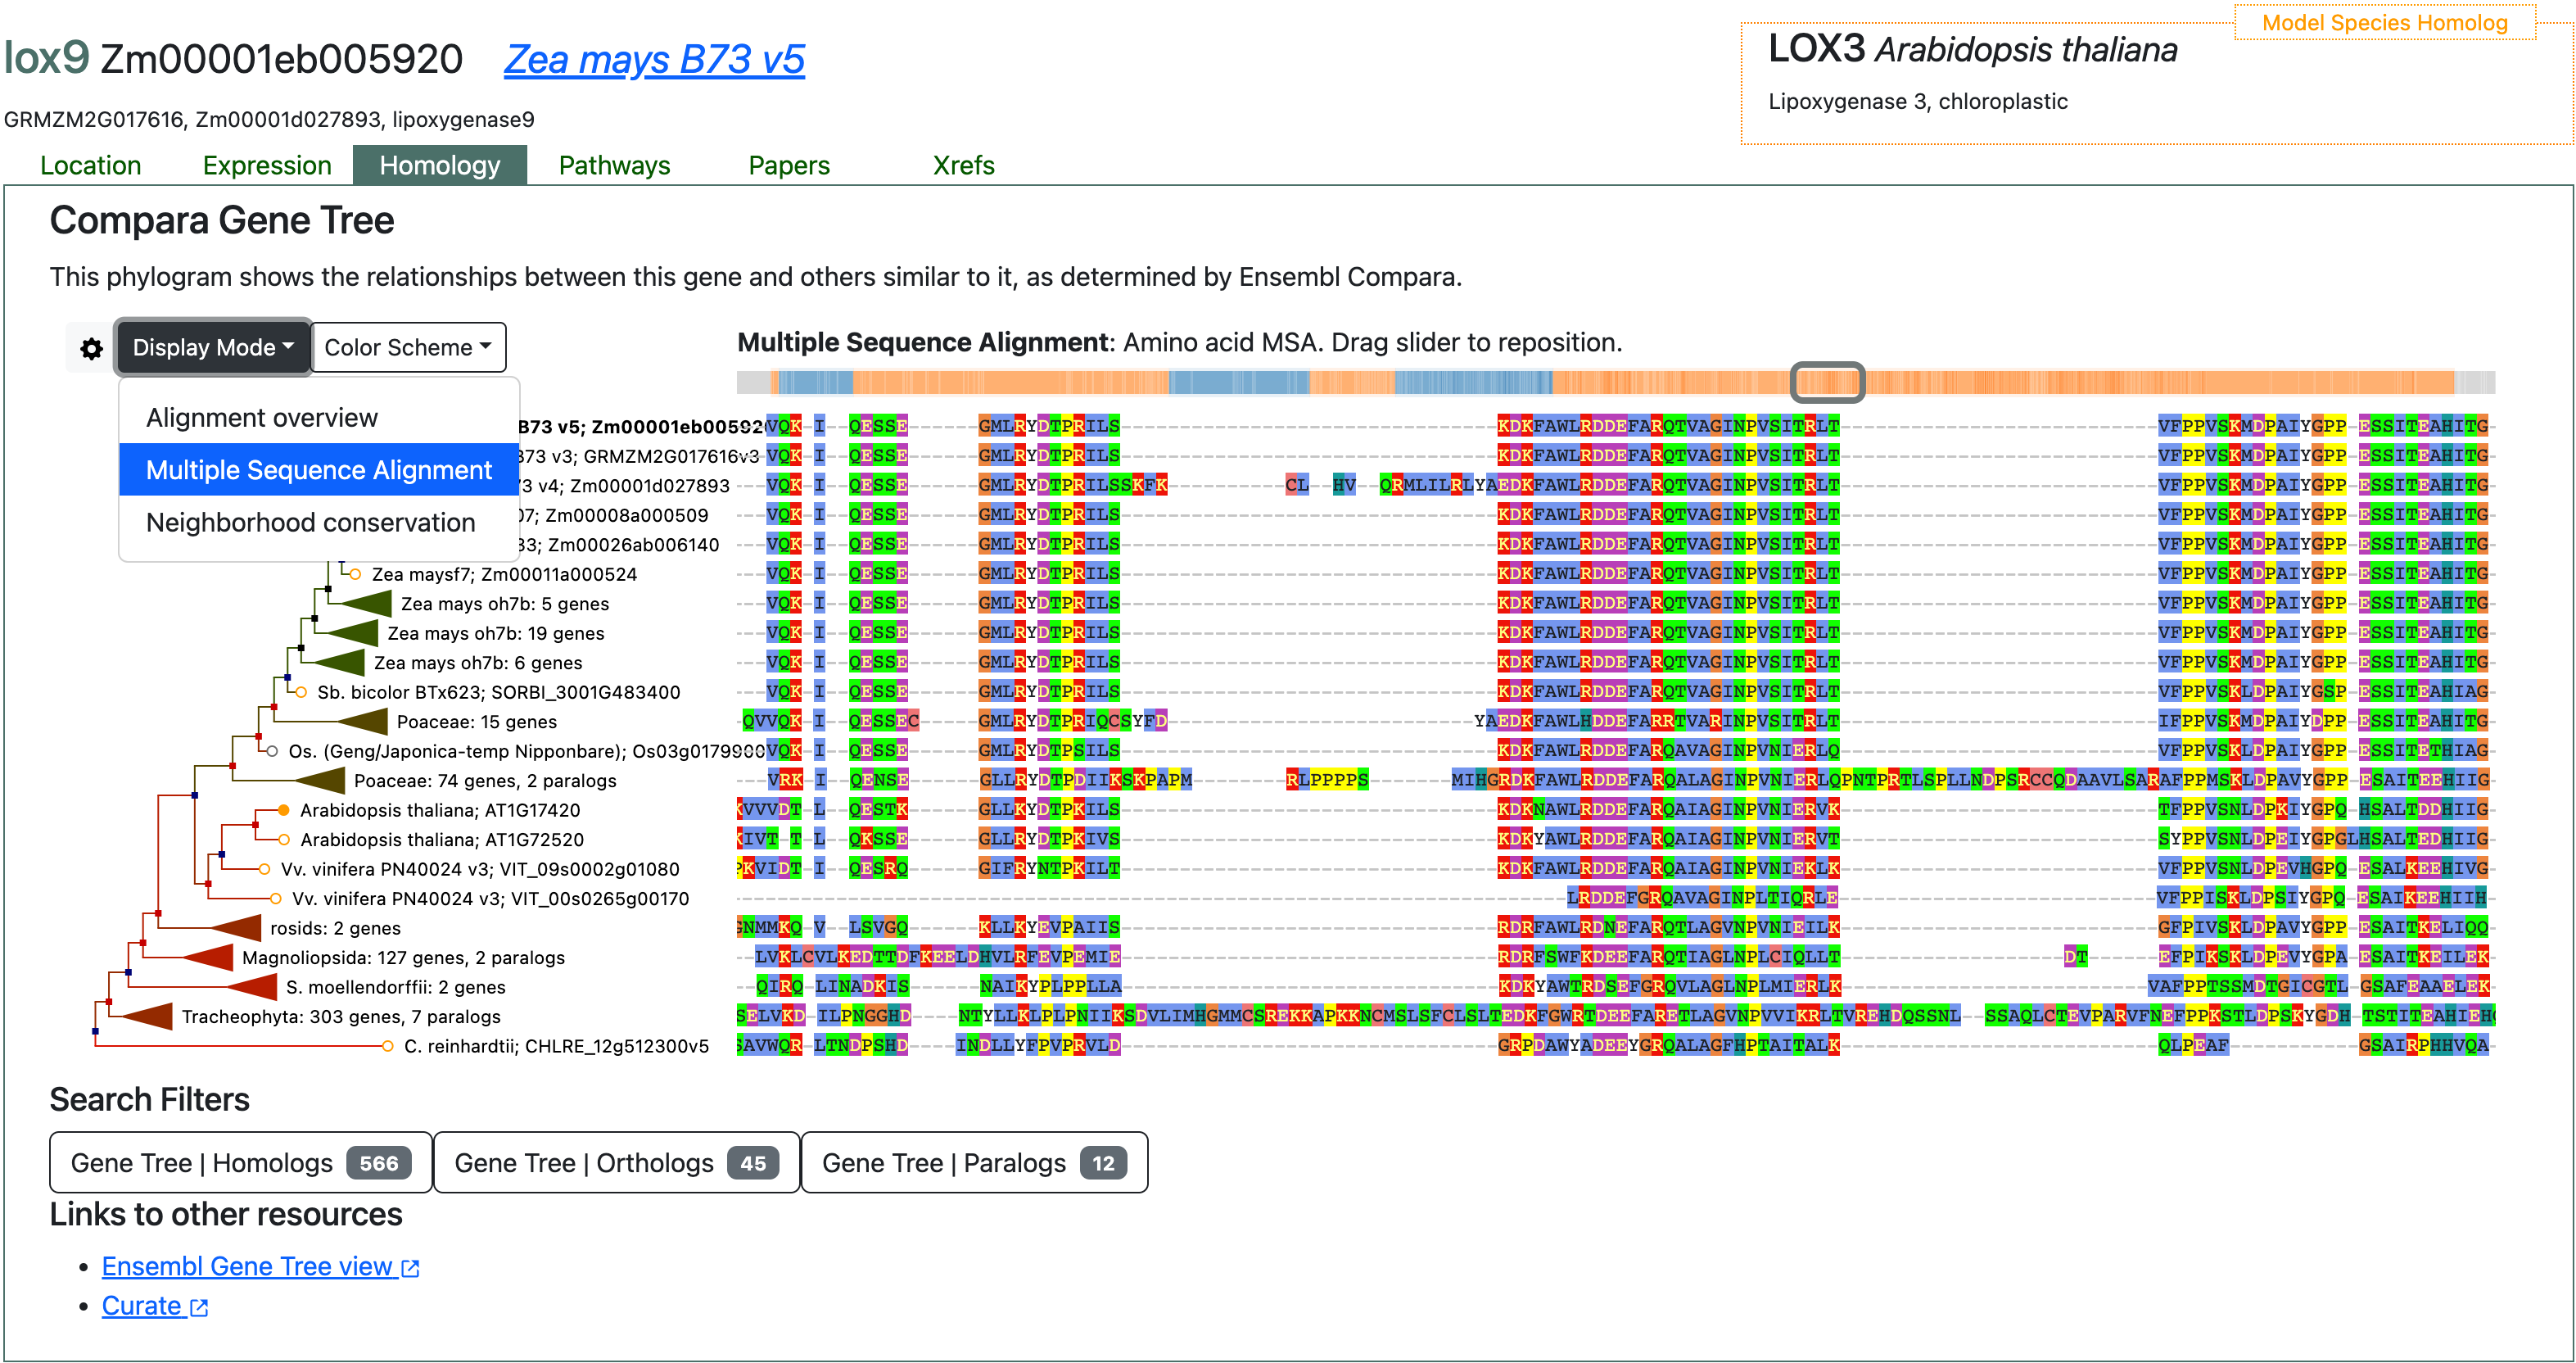 Model Species Homolog
lox9 Zm00001eb005920 Zea mays B73 v5
LOX3 Arabidopsis thaliana
Lipoxygenase 3, chloroplastic
GRMZM2G017616, Zm00001d027893, lipoxygenase9
Location Expression Homology Pathways Papers Xrefs
Compara Gene Tree
This phylogram shows the relationships between this gene and others similar to it, as determined by Ensembl Compara.
Display Mode Color Scheme
Multiple Sequence Alignment: Amino acid MSA. Drag slider to reposition.
Alignment overview
Multiple Sequence Alignment
Neighborhood conservation
B73 v5; Zm00001eb005920 VQK I QESSE GMLRYDTPRILS KDKFAWLRDDEFARQTVAGINPVSITRLT VFPPVSKMDPAIYGPP ESSITEAHITG
B73 v3; GRMZM2G017616v3 VQK I QESSE GMLRYDTPRILS KDKFAWLRDDEFARQTVAGINPVSITRLT VFPPVSKMDPAIYGPP ESSITEAHITG
v4; Zm00001d027893 VQK I QESSE GMLRYDTPRILSSKFK CL HV QRMLILRLYAEDKFAWLRDDEFARQTVAGINPVSITRLT VFPPVSKMDPAIYGPP ESSITEAHITG
07; Zm00008a000509 VQK I QESSE GMLRYDTPRILS KDKFAWLRDDEFARQTVAGINPVSITRLT VFPPVSKMDPAIYGPP ESSITEAHITG
33; Zm00026ab006140 VQK I QESSE GMLRYDTPRILS KDKFAWLRDDEFARQTVAGINPVSITRLT VFPPVSKMDPAIYGPP ESSITEAHITG
Zea maysf7; Zm00011a000524 VQK I QESSE GMLRYDTPRILS KDKFAWLRDDEFARQTVAGINPVSITRLT VFPPVSKMDPAIYGPP ESSITEAHITG
Zea mays oh7b: 5 genes VQK I QESSE GMLRYDTPRILS KDKFAWLRDDEFARQTVAGINPVSITRLT VFPPVSKMDPAIYGPP ESSITEAHITG
Zea mays oh7b: 19 genes VQK I QESSE GMLRYDTPRILS KDKFAWLRDDEFARQTVAGINPVSITRLT VFPPVSKMDPAIYGPP ESSITEAHITG
Zea mays oh7b: 6 genes VQK I QESSE GMLRYDTPRILS KDKFAWLRDDEFARQTVAGINPVSITRLT VFPPVSKMDPAIYGPP ESSITEAHITG
Sb. bicolor BTx623; SORBI_3001G483400 VQK I QESSE GMLRYDTPRILS KDKFAWLRDDEFARQTVAGINPVSITRLT VFPPVSKLDPAIYGSP ESSITEAHIAG
Poaceae: 15 genes QVVQK I QESSEC GMLRYDTPRIQCSYFD YAEDKFAWLHDDEFARRTVARINPVSITRLT IFPPVSKMDPAIYDPP ESSITEAHITG
Os. (Geng/Japonica-temp Nipponbare); Os03g0179900 VQK I QESSE GMLRYDTPSILS KDKFAWLRDDEFARQAVAGINPVNIERLQ VFPPVSKLDPAIYGPP ESSITETHIAG
Poaceae: 74 genes, 2 paralogs VRK I QENSE GLLRYDTPDIIKSKPAPM RLPPPPS MIHGRDKFAWLRDDEFARQALAGINPVNIERLQPNTPRTLSPLLNDPSRCCQDAAVLSARAFPPMSKLDPAVYGPP ESAITEEHIIG
Arabidopsis thaliana; AT1G17420 KVVVDT L QESTK GLLKYDTPKILS KDKNAWLRDDEFARQAIAGINPVNIERVK TFPPVSNLDPKIYGPQ HSALTDDHIIG
Arabidopsis thaliana; AT1G72520 KIVT T L QKSSE GLLRYDTPKIVS KDKYAWLRDDEFARQAIAGINPVNIERVT SYPPVSNLDPEIYGPGLHSALTEDHIIG
Vv. vinifera PN40024 v3; VIT_09s0002g01080 PKVIDT I QESRQ GIFRYNTPKILT KDKFAWLRDDEFARQAIAGINPVNIEKLK VFPPVSNLDPEVHGPQ ESALKEEHIVG
Vv. vinifera PN40024 v3; VIT_00s0265g00170 LRDDEFGRQAVAGINPLTIQRLE VFPPISKLDPSIYGPQ ESAIKEEHIIH
rosids: 2 genes GNMMKQ V LSVGQ KLLKYEVPAIIS RDRFAWLRDNEFARQTLAGVNPVNIEILK GFPIVSKLDPAVYGPP ESAITKELIQQ
Magnoliopsida: 127 genes, 2 paralogs LVKLCVLKEDTTDFKEELDHVLRFEVPEMIE RDRFSWFKDEEFARQTIAGLNPLCIQLLT DT EFPIKSKLDPEVYGPA ESAITKEILEK
S. moellendorffii: 2 genes QIRQ LINADKIS NAIKYPLPPLLA KDKYAWTRDSEFGRQVLAGLNPLMIERLK VAFPPTSSMDTGICGTL GSAFEAAELEK
Tracheophyta: 303 genes, 7 paralogs SELVKD ILPNGGHD NTYLLKLPLPNIIKSDVLIMHGMMCSREKKAPKKNCMSLSFCLSLTEDKFGWRTDEEFARETLAGVNPVVIKRLTVREHDQSSNL SSAQLCTEVPARVFNEFPPKSTLDPSKYGDH TSTITEAHIEH
C. reinhardtii; CHLRE_12g512300v5 SAVWQR LTNDPSHD INDLLYFPVPRVLD GRPDAWYADEEYGRQALAGFHPTAITALK QLPEAF GSAIRPHHVQA
Search Filters
Gene Tree | Homologs 566 Gene Tree | Orthologs 45 Gene Tree | Paralogs 12
Links to other resources
Ensembl Gene Tree view
Curate